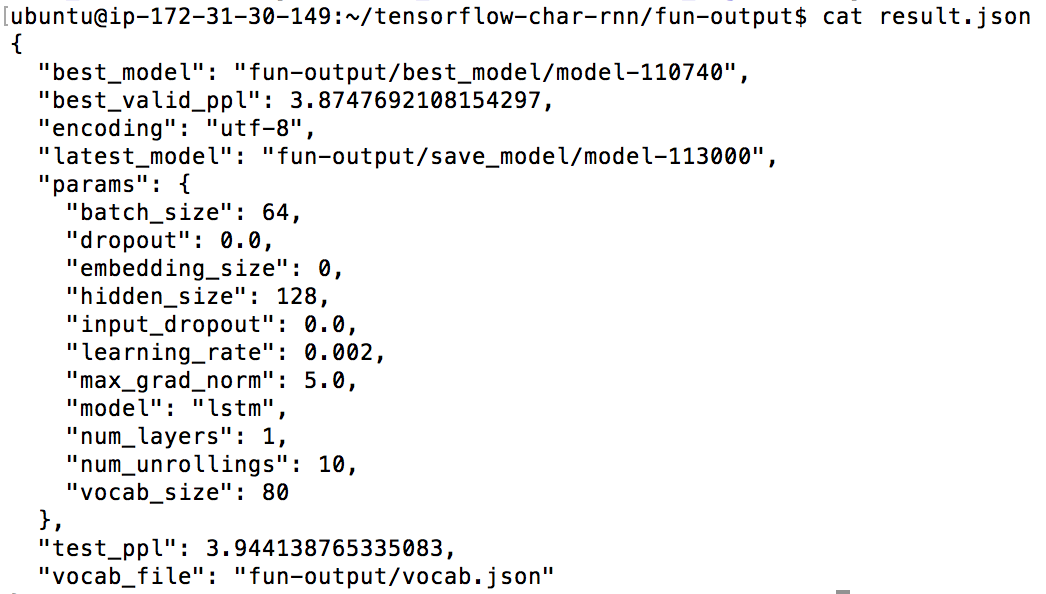 [ubuntu@ip-172-31-30-149:~/tensorflow-char-rnn/fun-output$ cat result.json
{
  "best_model": "fun-output/best_model/model-110740",
  "best_valid_ppl": 3.8747692108154297,
  "encoding": "utf-8",
  "latest_model": "fun-output/save_model/model-113000",
  "params": {
    "batch_size": 64,
    "dropout": 0.0,
    "embedding_size": 0,
    "hidden_size": 128,
    "input_dropout": 0.0,
    "learning_rate": 0.002,
    "max_grad_norm": 5.0,
    "model": "lstm",
    "num_layers": 1,
    "num_unrollings": 10,
    "vocab_size": 80
  },
  "test_ppl": 3.944138765335083,
  "vocab_file": "fun-output/vocab.json"